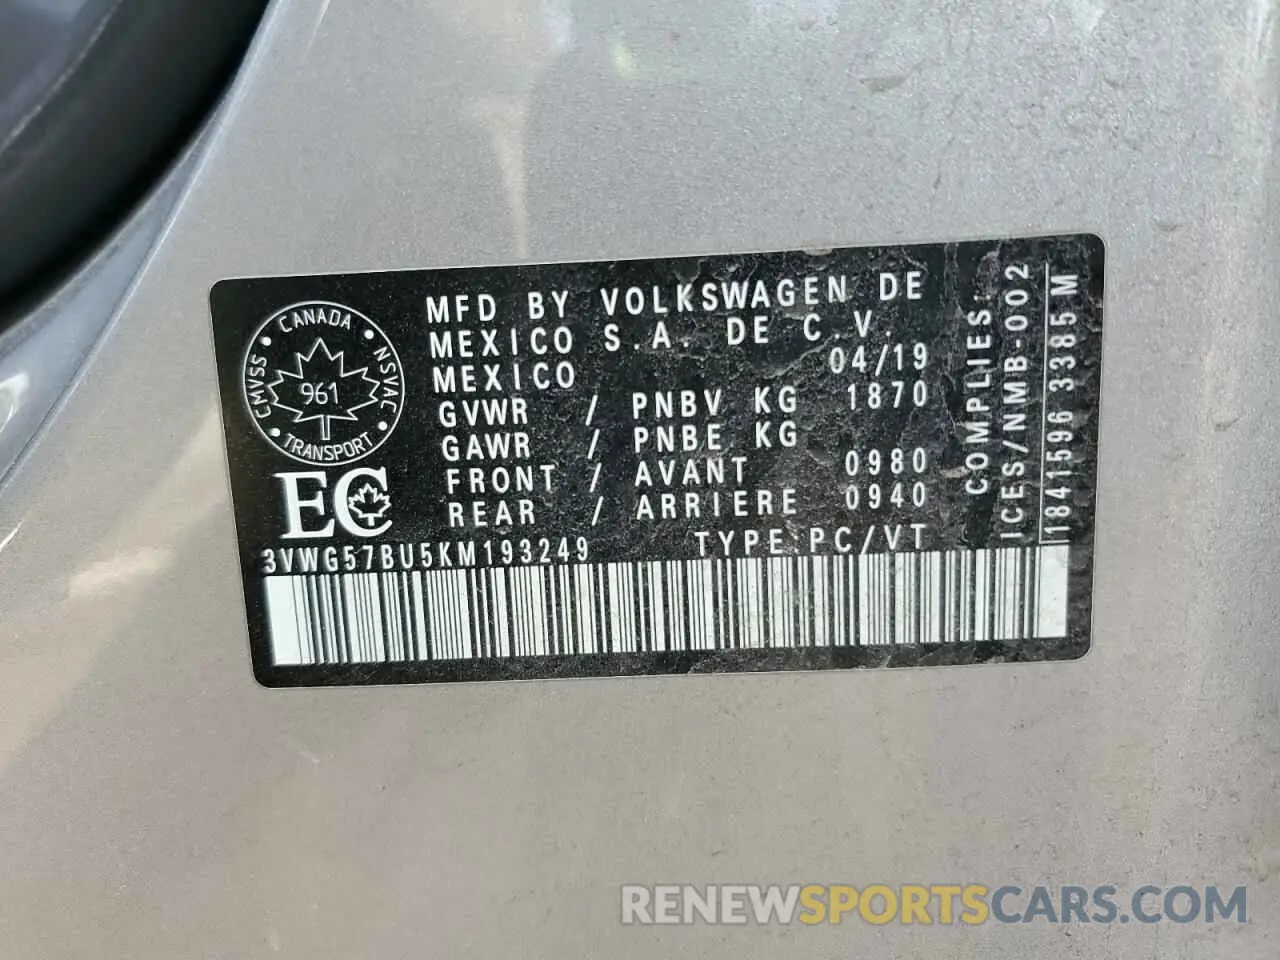 CANADA
CMVSS
NSVAC
961
TRANSPORT
EC
MFD BY VOLKSWAGEN DE
MEXICO S.A. DE C.V.
MEXICO 04/19
GVWR / PNBV KG 1870
GAWR / PNBE KG
FRONT / AVANT 0980
REAR / ARRIERE 0940
3VWG57BU5KM193249 TYPE PC/VT
COMPLIES:
ICES/NMB-002
1841596 3385 M
RENEWSPORTSCARS.COM